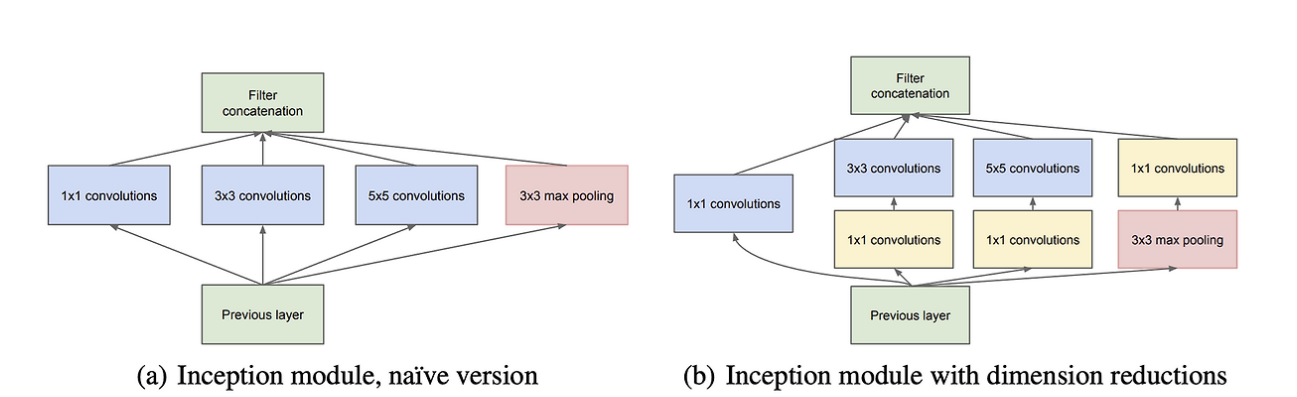 Filter
concatenation
1x1 convolutions
3x3 convolutions
5x5 convolutions
3x3 max pooling
Previous layer
(a) Inception module, naïve version
Filter
concatenation
3x3 convolutions
5x5 convolutions
1x1 convolutions
1x1 convolutions
1x1 convolutions
1x1 convolutions
3x3 max pooling
Previous layer
(b) Inception module with dimension reductions